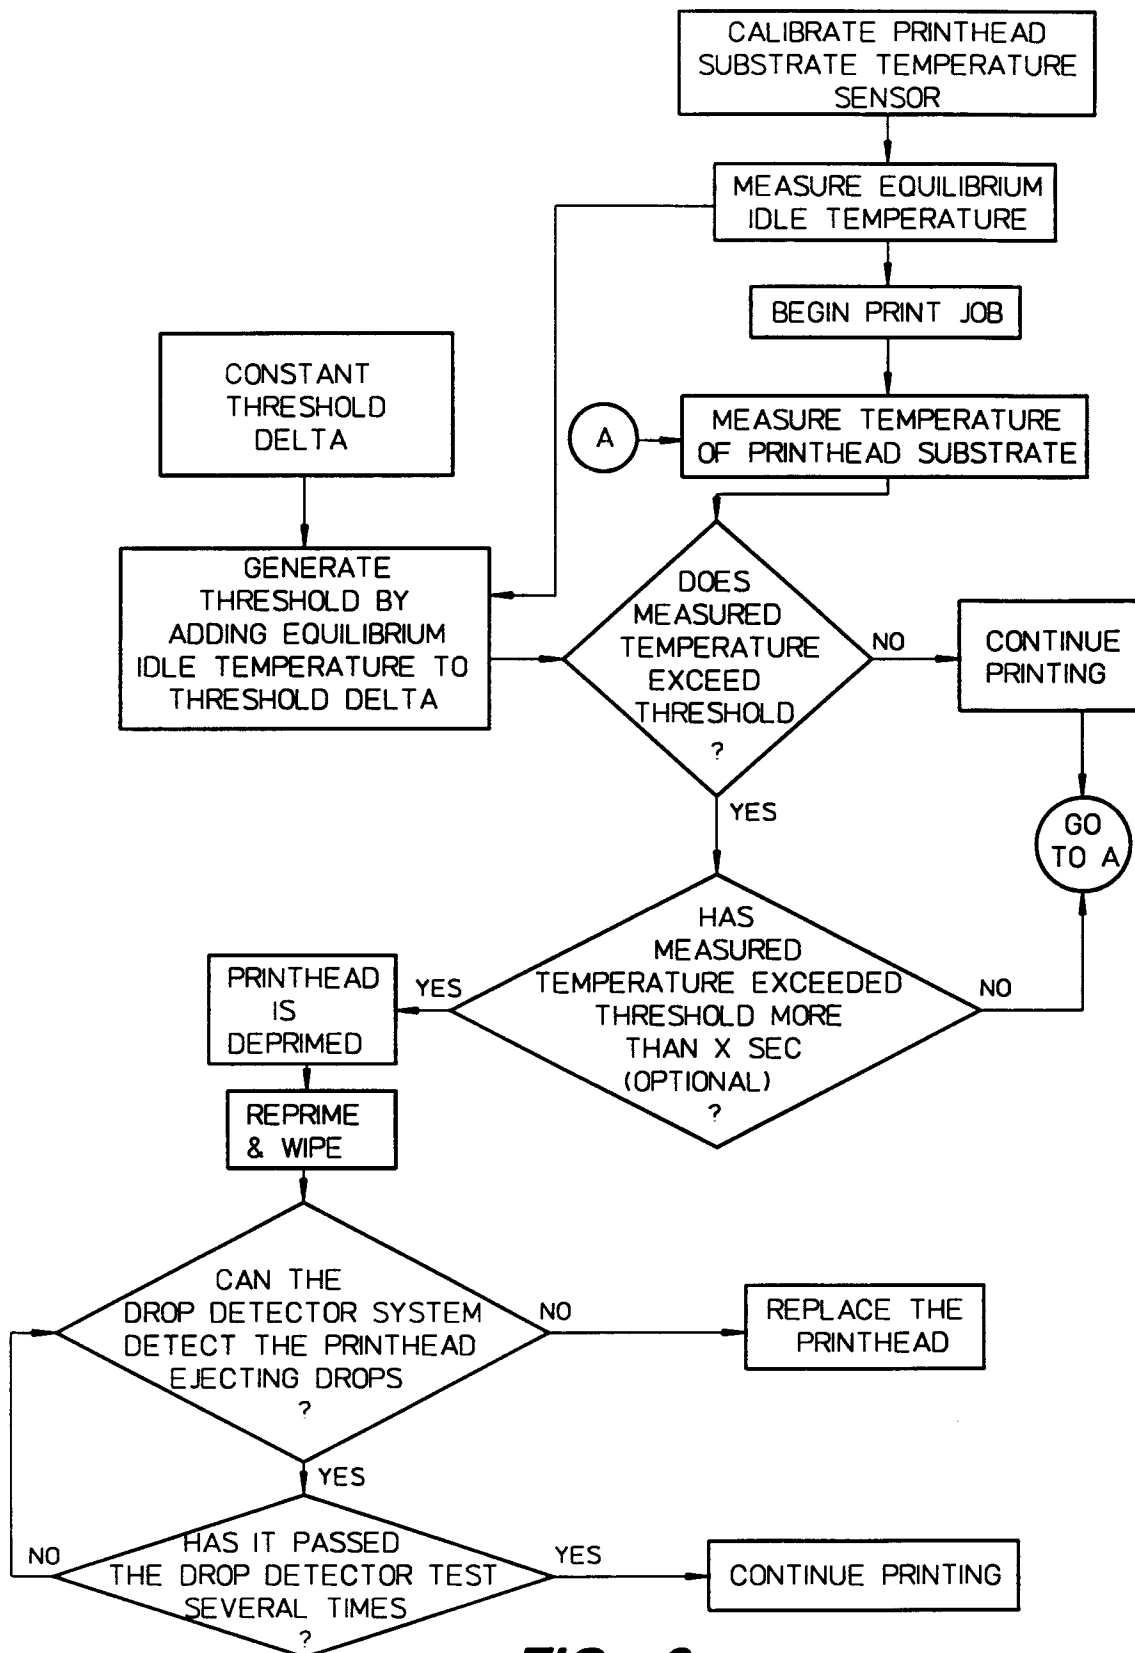 CALIBRATE PRINTHEAD
SUBSTRATE TEMPERATURE
SENSOR
MEASURE EQUILIBRIUM
IDLE TEMPERATURE
BEGIN PRINT JOB
CONSTANT
THRESHOLD
DELTA
A
MEASURE TEMPERATURE
OF PRINTHEAD SUBSTRATE
GENERATE
THRESHOLD BY
ADDING EQUILIBRIUM
IDLE TEMPERATURE TO
THRESHOLD DELTA
DOES
MEASURED
TEMPERATURE
EXCEED
THRESHOLD
?
NO
CONTINUE
PRINTING
YES
GO
TO A
HAS
MEASURED
TEMPERATURE EXCEEDED
THRESHOLD MORE
THAN X SEC
(OPTIONAL)
?
NO
YES
PRINTHEAD
IS
DEPRIMED
REPRIME
& WIPE
CAN THE
DROP DETECTOR SYSTEM
DETECT THE PRINTHEAD
EJECTING DROPS
?
NO
REPLACE THE
PRINTHEAD
YES
NO
HAS IT PASSED
THE DROP DETECTOR TEST
SEVERAL TIMES
?
YES
CONTINUE PRINTING